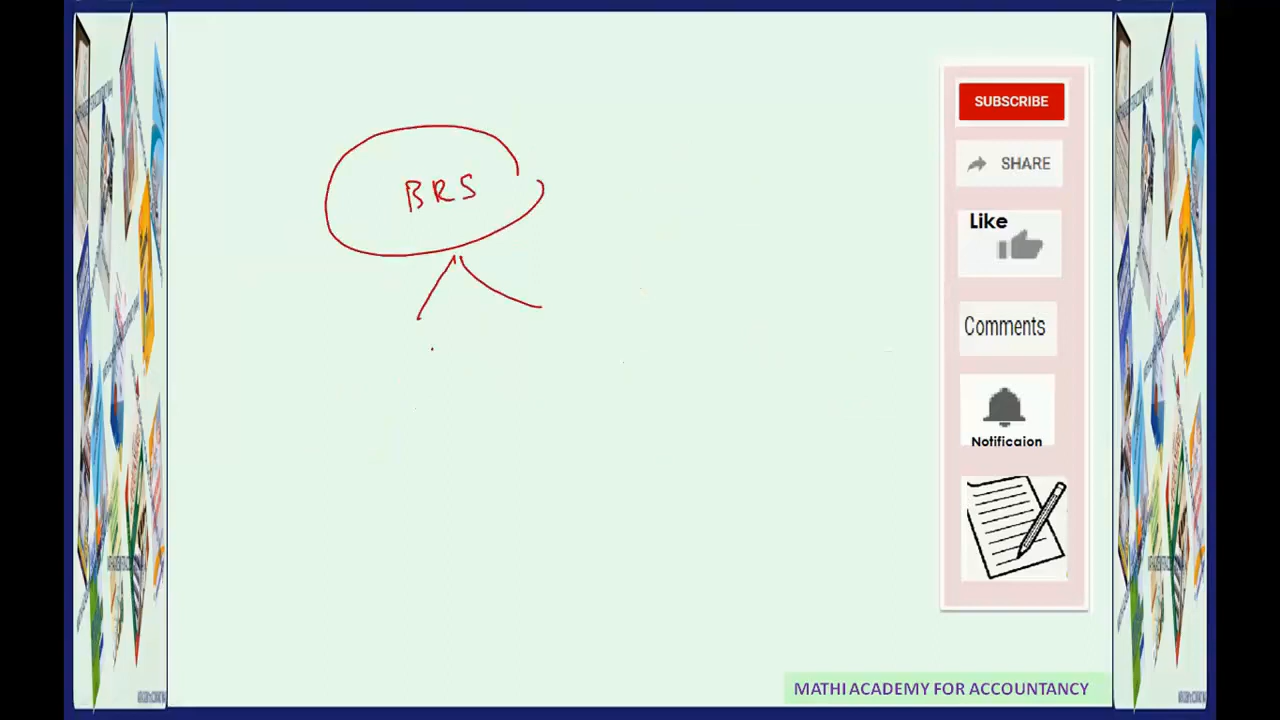 BRS
SUBSCRIBE
SHARE
Like
Comments
Notificaion
MATHI ACADEMY FOR ACCOUNTANCY